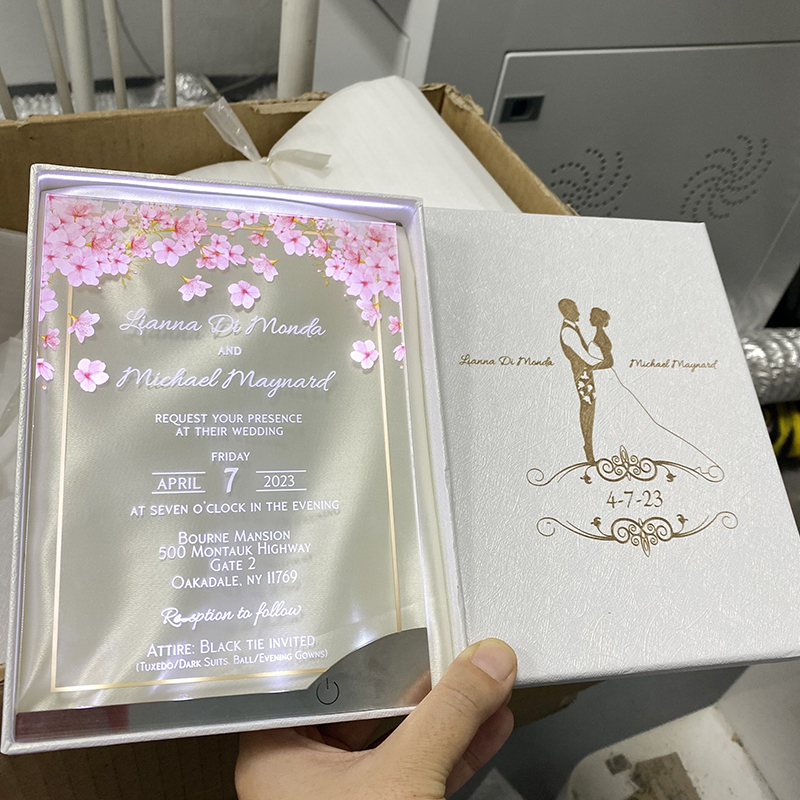 Lianna Di Monda
AND
Michael Maynard
REQUEST YOUR PRESENCE
AT THEIR WEDDING
FRIDAY
APRIL 7 2023
AT SEVEN O'CLOCK IN THE EVENING
BOURNE MANSION
500 MONTAUK HIGHWAY
GATE 2
OAKADALE, NY 11769
Reception to follow
ATTIRE: BLACK TIE INVITED
(TUXEDO/DARK SUITS, BALL/EVENING GOWNS)
Lianna Di Monda
Michael Maynard
4-7-23